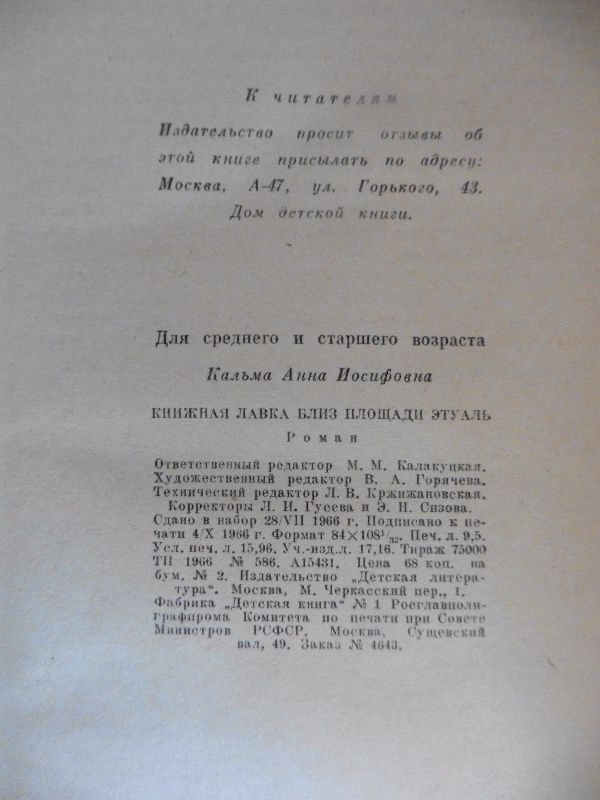 К читателям
Издательство просит отзывы об
этой книге присылать по адресу:
Москва, А-47, ул. Горького, 43.
Дом детской книги.
Для среднего и старшего возраста
Кальма Анна Иосифовна
КНИЖНАЯ ЛАВКА БЛИЗ ПЛОЩАДИ ЭТУАЛЬ
Роман
Ответственный редактор М. М. Калакуцкая.
Художественный редактор В. А. Горячева.
Технический редактор Л. В. Кржижановская.
Корректоры Л. И. Гусева и Э. Н. Сизова.
Сдано в набор 28/VII 1966 г. Подписано к пе-
чати 4/X 1966 г. Формат 84×108¹/₃₂. Печ. л. 9,5.
Усл. печ. л. 15,96. Уч.-изд.л. 17,16. Тираж 75000
ТП 1966 № 586. А15431. Цена 68 коп. на
бум. № 2. Издательство „Детская литера-
тура“. Москва, М. Черкасский пер., 1.
Фабрика „Детская книга“ № 1 Росглавполи-
графпрома Комитета по печати при Совете
Министров РСФСР. Москва, Сущевский
вал, 49. Заказ № 4643.